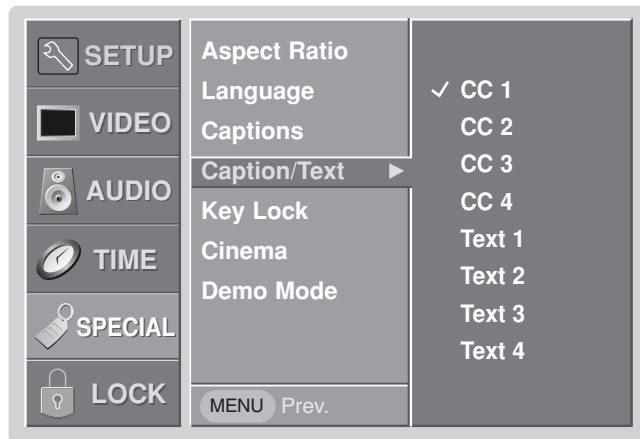 SETUP
VIDEO
AUDIO
TIME
SPECIAL
LOCK
Aspect Ratio
Language
Captions
Caption/Text
Key Lock
Cinema
Demo Mode
MENU Prev.
CC 1
CC 2
CC 3
CC 4
Text 1
Text 2
Text 3
Text 4